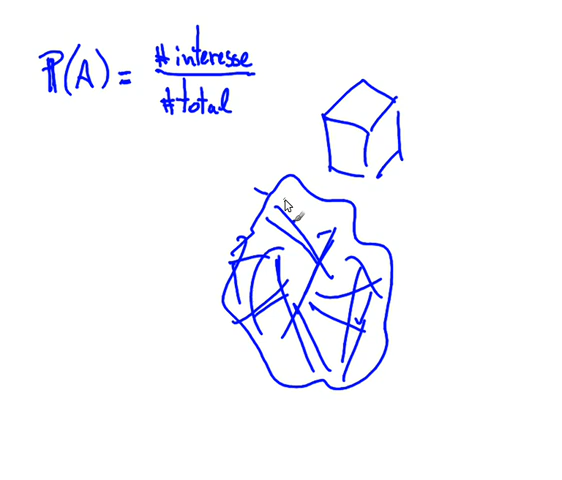 P(A) = #interesse
#total